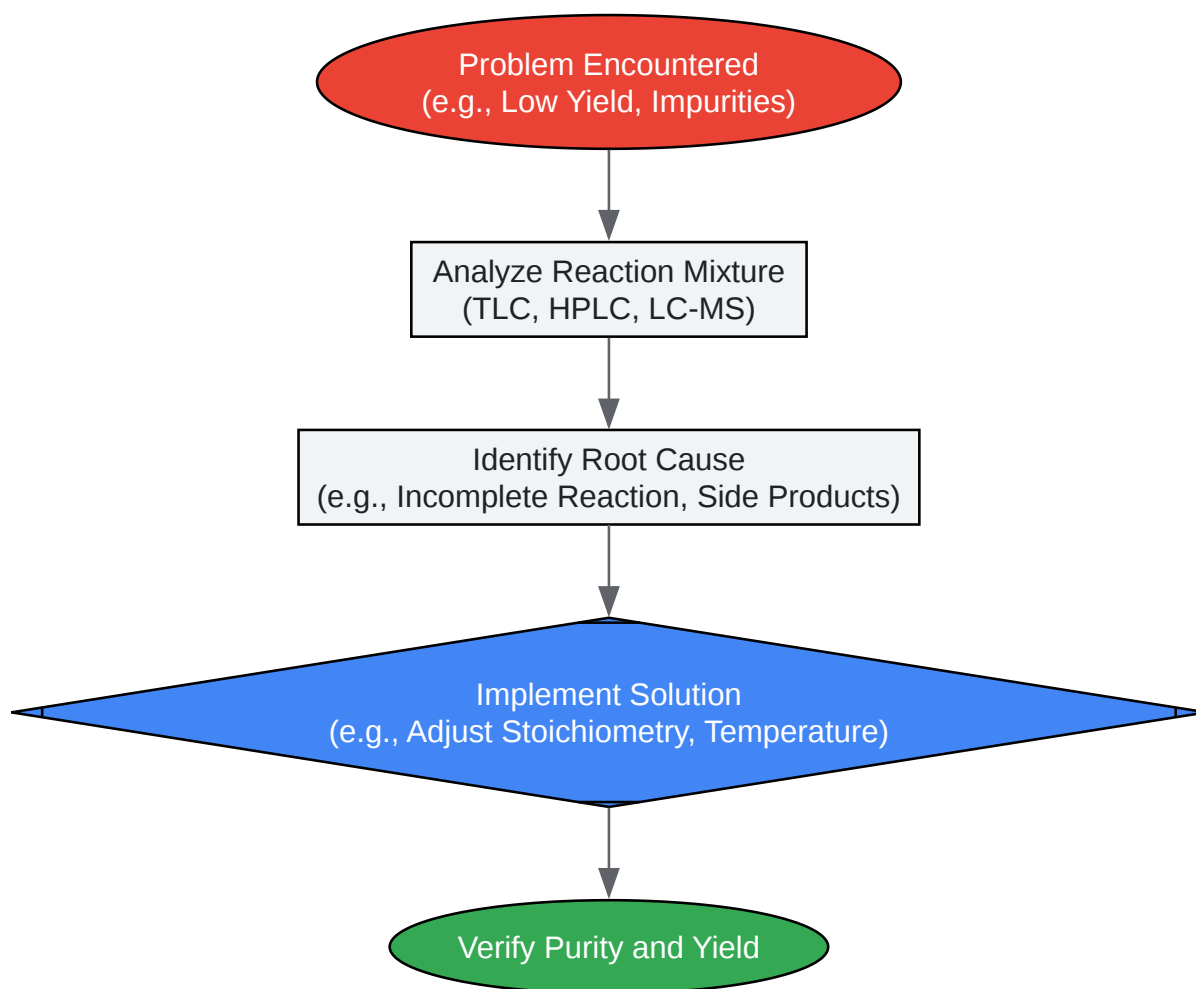 Problem Encountered
(e.g., Low Yield, Impurities)
Analyze Reaction Mixture
(TLC, HPLC, LC-MS)
Identify Root Cause
(e.g., Incomplete Reaction, Side Products)
Implement Solution
(e.g., Adjust Stoichiometry, Temperature)
Verify Purity and Yield